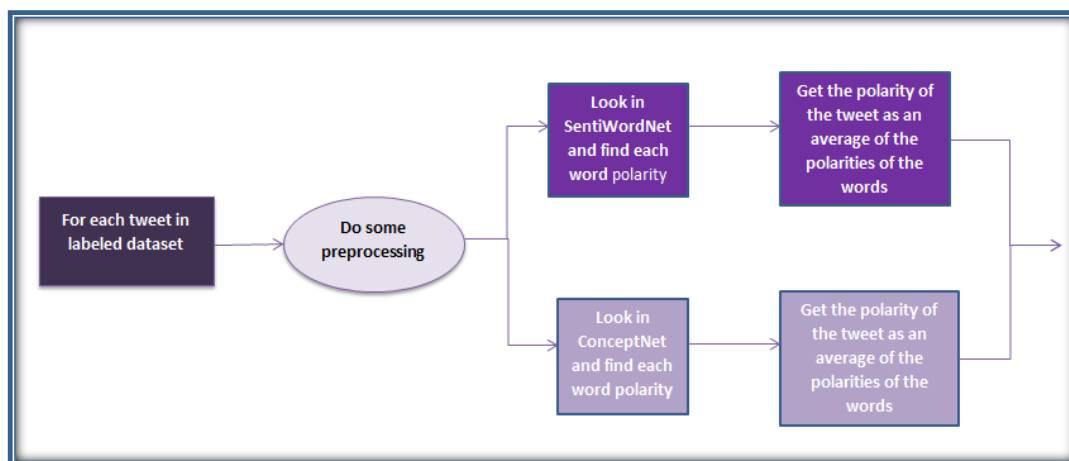 For each tweet in
labeled dataset
Do some
preprocessing
Look in
SentiWordNet
and find each
word polarity
Get the polarity of
the tweet as an
average of the
polarities of the
words
Look in
ConceptNet
and find each
word polarity
Get the polarity of
the tweet as an
average of the
polarities of the
words